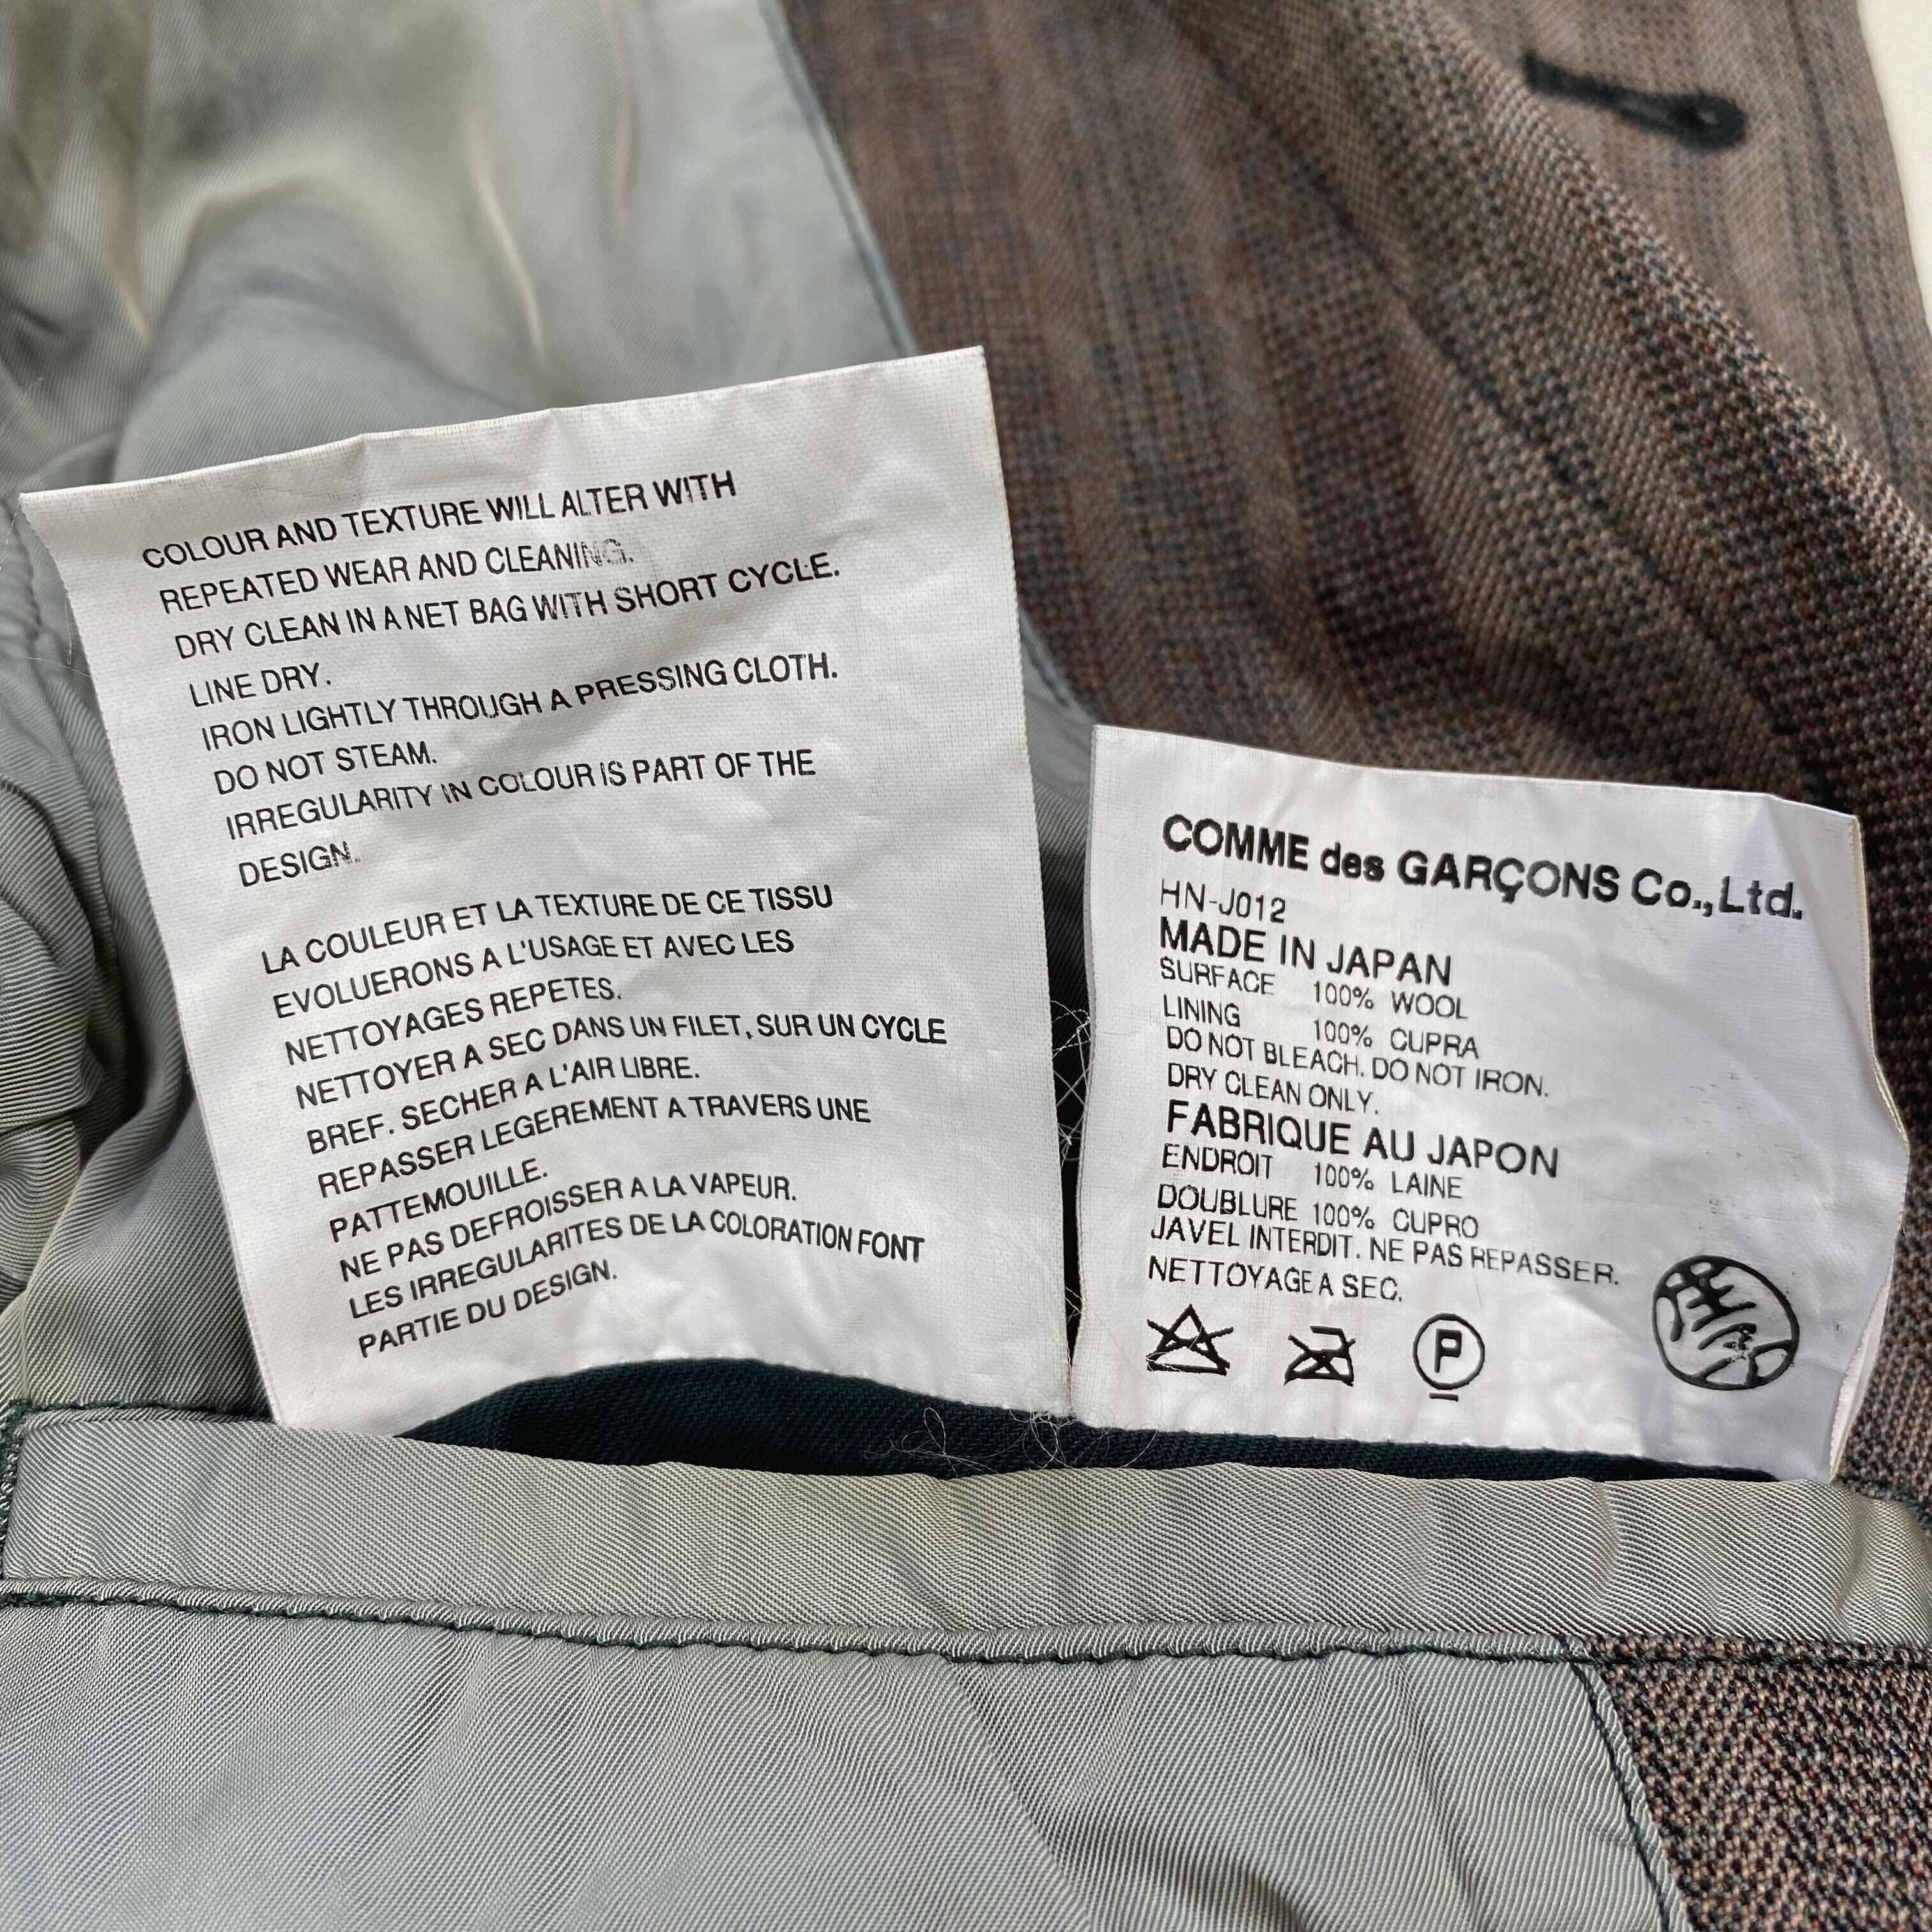 COLOUR AND TEXTURE WILL ALTER WITH
REPEATED WEAR AND CLEANING.
DRY CLEAN IN A NET BAG WITH SHORT CYCLE.
LINE DRY.
IRON LIGHTLY THROUGH A PRESSING CLOTH.
DO NOT STEAM.
IRREGULARITY IN COLOUR IS PART OF THE
DESIGN.
LA COULEUR ET LA TEXTURE DE CE TISSU
EVOLUERONS A L'USAGE ET AVEC LES
NETTOYAGES REPETES.
NETTOYER A SEC DANS UN FILET, SUR UN CYCLE
BREF. SECHER A L'AIR LIBRE.
REPASSER LEGEREMENT A TRAVERS UNE
PATTEMOUILLE.
NE PAS DEFROISSER A LA VAPEUR.
LES IRREGULARITES DE LA COLORATION FONT
PARTIE DU DESIGN.
COMME des GARÇONS Co.,Ltd.
HN-J012
MADE IN JAPAN
SURFACE 100% WOOL
LINING 100% CUPRA
DO NOT BLEACH. DO NOT IRON.
DRY CLEAN ONLY.
FABRIQUE AU JAPON
ENDROIT 100% LAINE
DOUBLURE 100% CUPRO
JAVEL INTERDIT. NE PAS REPASSER.
NETTOYAGE A SEC.
P